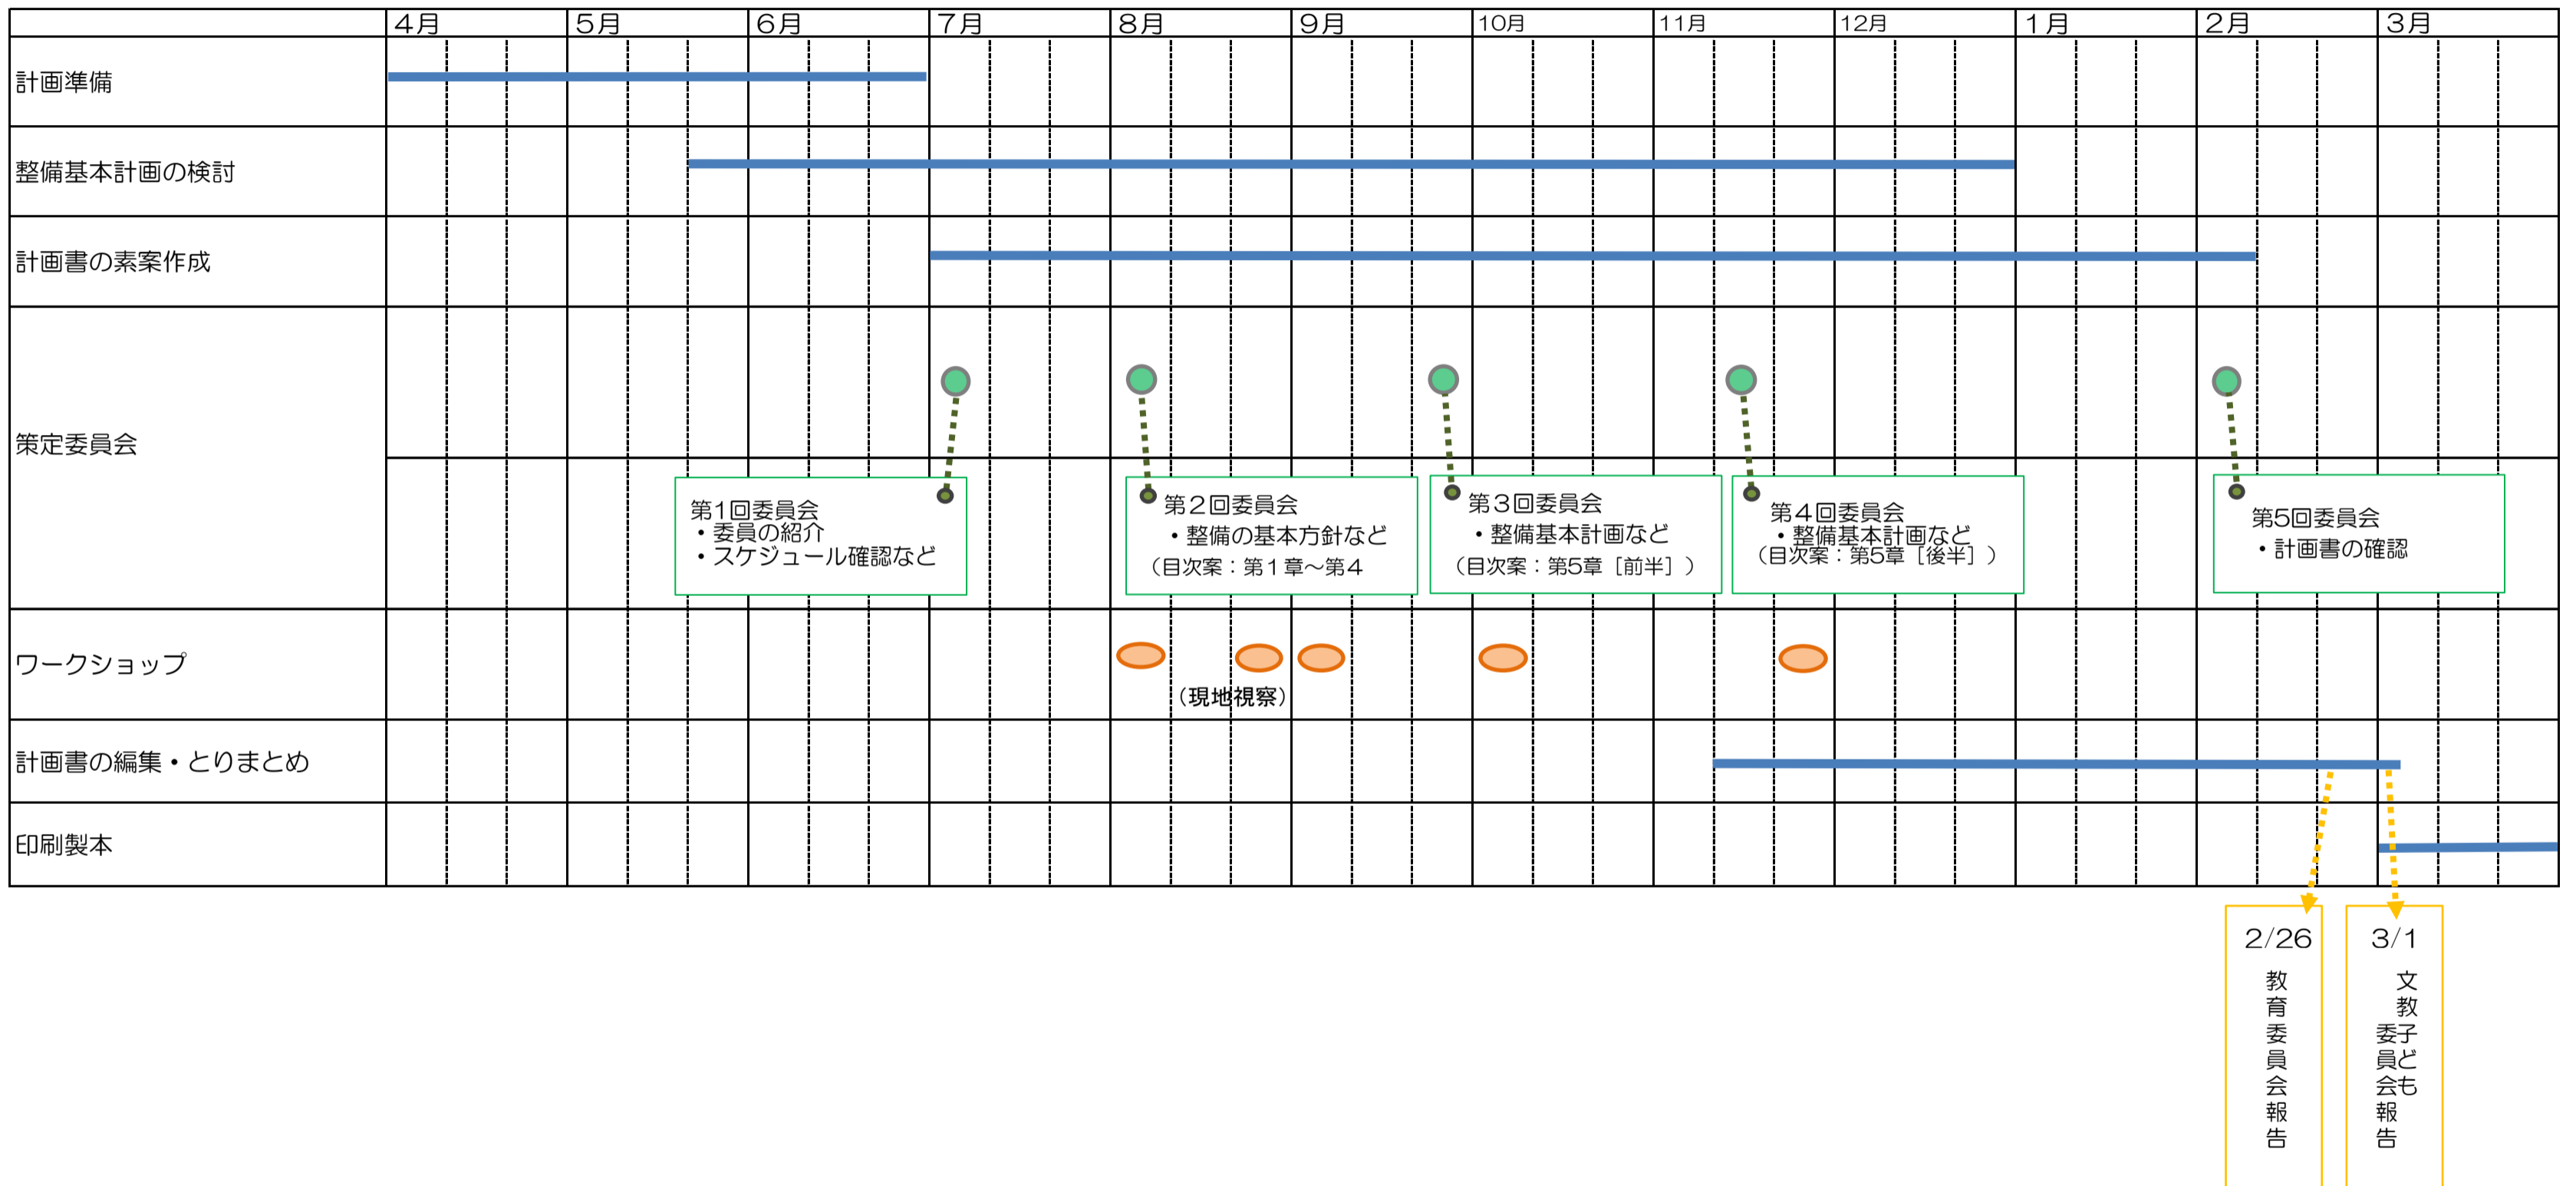 ４月 ５月 ６月 ７月 ８月 ９月 10月 11月 12月 １月 ２月 ３月
計画準備
整備基本計画の検討
計画書の素案作成
策定委員会
第1回委員会
・委員の紹介
・スケジュール確認など
第２回委員会
・整備の基本方針など
（目次案：第１章～第４
第３回委員会
・整備基本計画など
（目次案：第5章［前半］）
第４回委員会
・整備基本計画など
（目次案：第5章［後半］）
第5回委員会
・計画書の確認
ワークショップ
（現地視察）
計画書の編集・とりまとめ
印刷製本
2/26
教育委員会報告
3/1
文教子ども
委員会報告